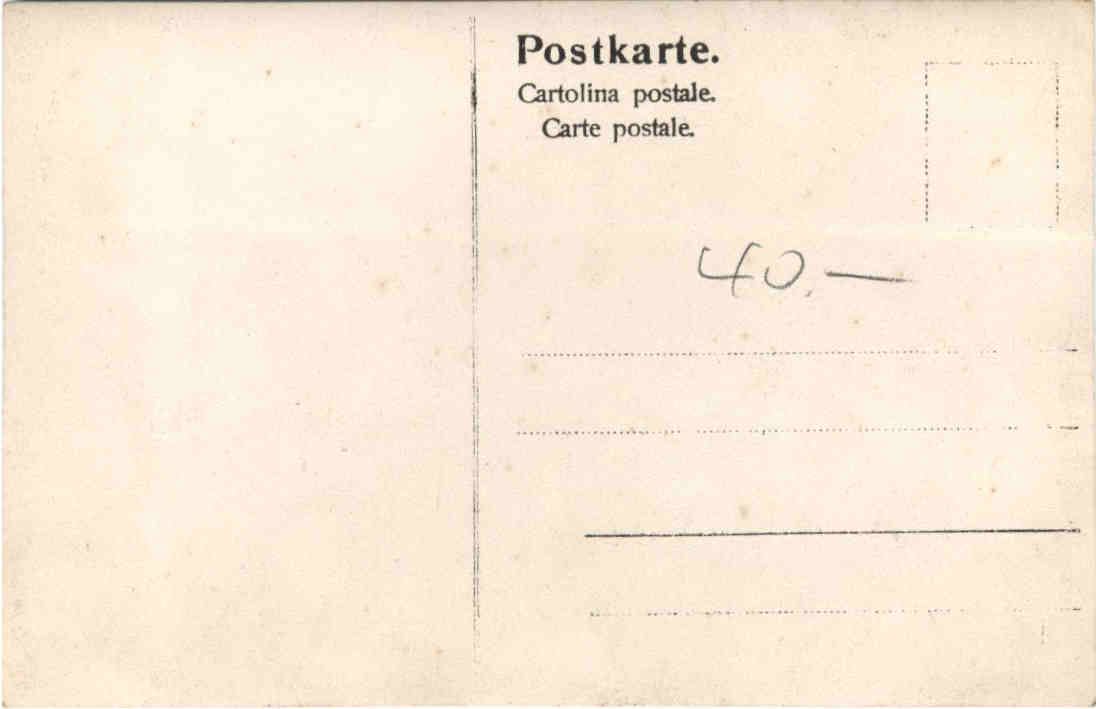 Postkarte.
Cartolina postale.
Carte postale.
40.—